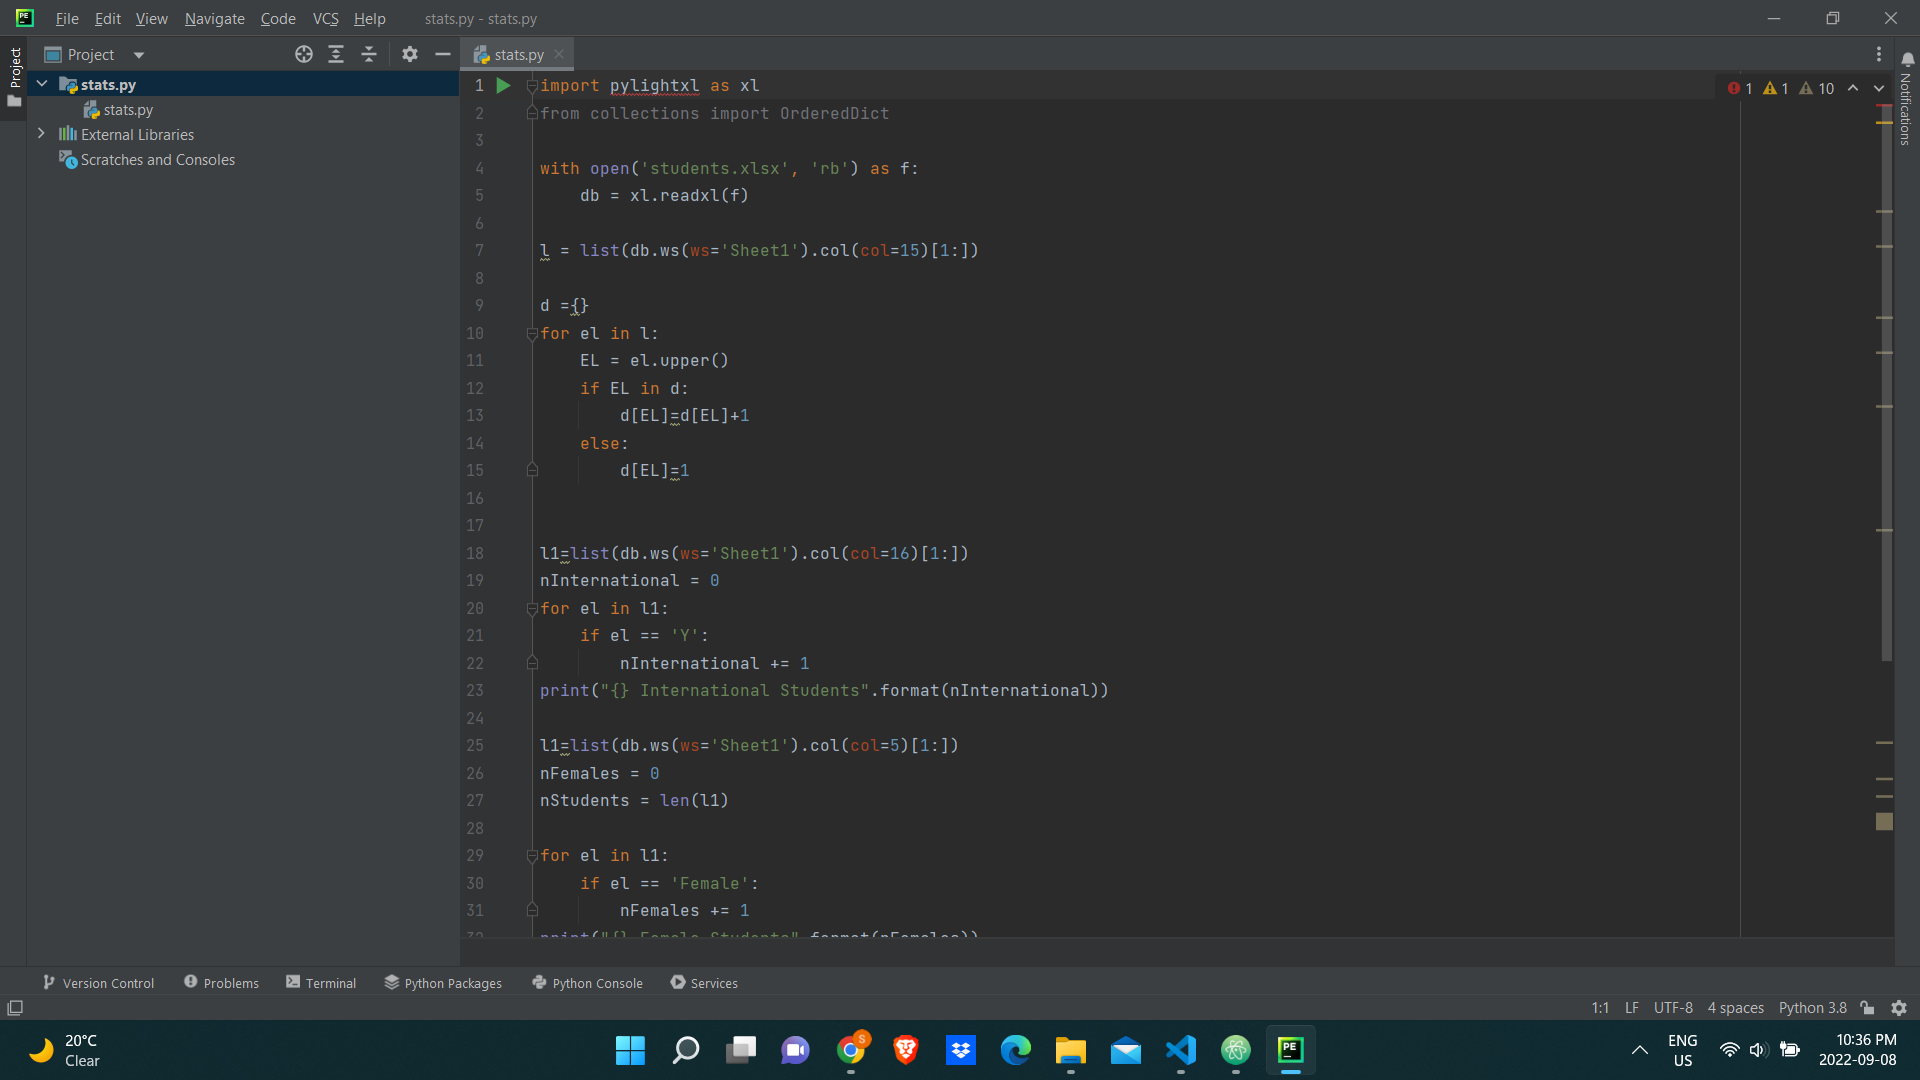 File Edit View Navigate Code VCS Help stats.py - stats.py
Project
Project
stats.py
stats.py
External Libraries
Scratches and Consoles
stats.py
1 10
1 1 10
1 import pylightxl as xl
2 from collections import OrderedDict
3
4 with open('students.xlsx', 'rb') as f:
5 db = xl.readxl(f)
6
7 l = list(db.ws(ws='Sheet1').col(col=15)[1:])
8
9 d ={}
10 for el in l:
11 EL = el.upper()
12 if EL in d:
13 d[EL]=d[EL]+1
14 else:
15 d[EL]=1
16
17
18 l1=list(db.ws(ws='Sheet1').col(col=16)[1:])
19 nInternational = 0
20 for el in l1:
21 if el == 'Y':
22 nInternational += 1
23 print("{} International Students".format(nInternational))
24
25 l1=list(db.ws(ws='Sheet1').col(col=5)[1:])
26 nFemales = 0
27 nStudents = len(l1)
28
29 for el in l1:
30 if el == 'Female':
31 nFemales += 1
32 print("{} Female Students".format(nFemales))
Notifications
Version Control Problems Terminal Python Packages Python Console Services
1:1 LF UTF-8 4 spaces Python 3.8
20°C
Clear
S
PE
ENG
US
10:36 PM
2022-09-08